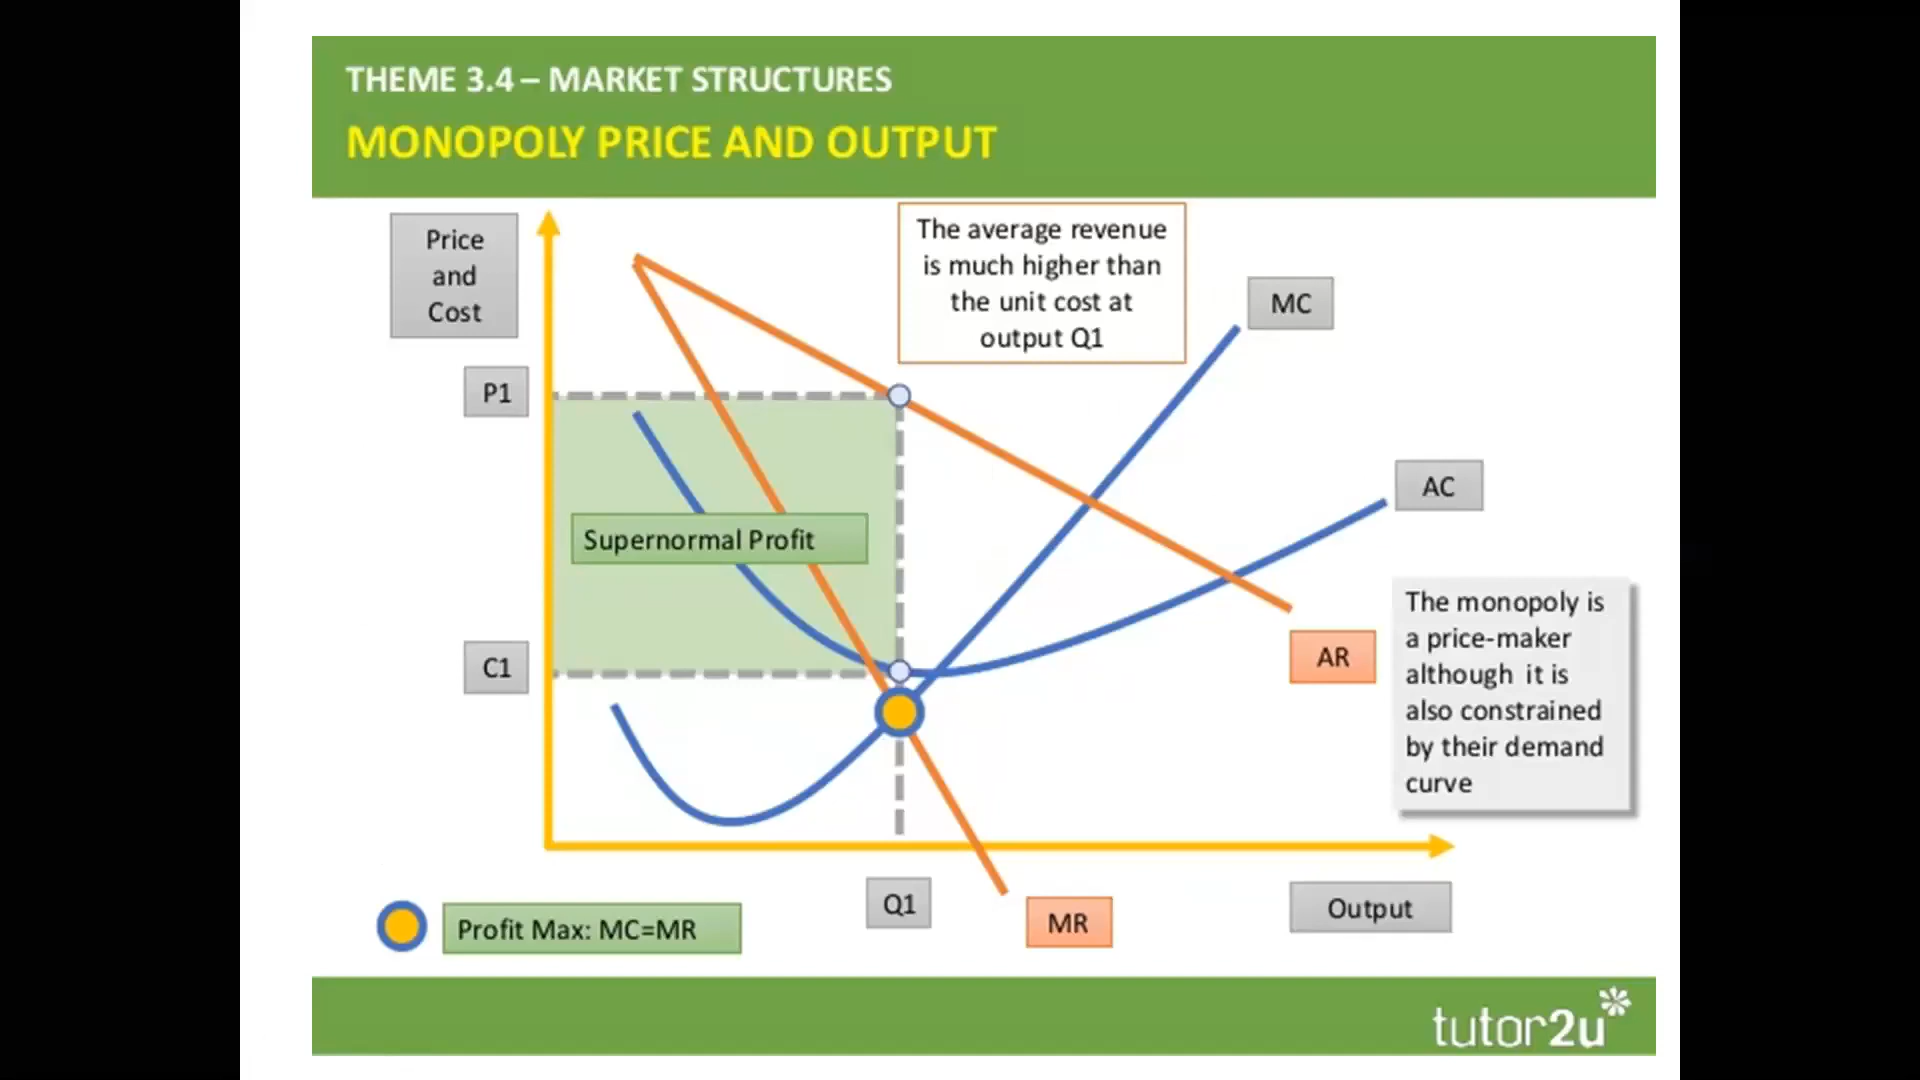 THEME 3.4 – MARKET STRUCTURES
MONOPOLY PRICE AND OUTPUT
Price
and
Cost
The average revenue
is much higher than
the unit cost at
output Q1
MC
P1
AC
Supernormal Profit
The monopoly is
a price-maker
although it is
also constrained
by their demand
curve
AR
C1
Q1
Output
MR
Profit Max: MC=MR
tutor2u